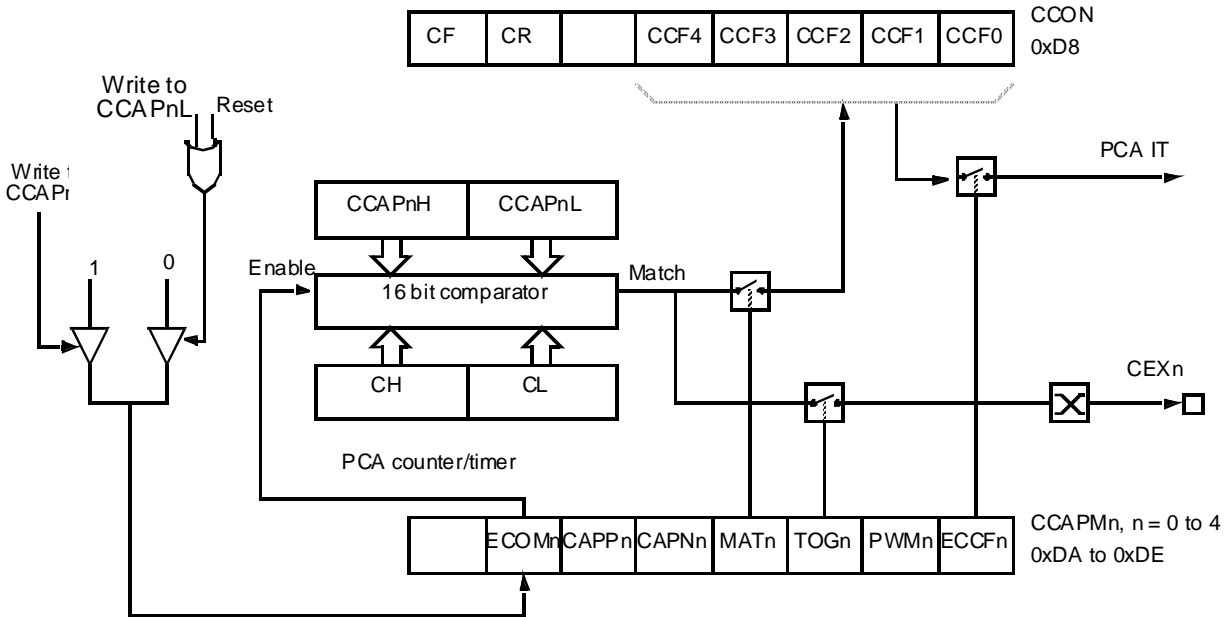 CF CR CCF4 CCF3 CCF2 CCF1 CCF0
CCON
0xD8
Write to
CCAPnL
Reset
Write
PCA IT
CCAPnH CCAPnL
1
0
Enable
16 bit comparator
Match
CH CL
CEXn
PCA counter/timer
ECOMn CAPPn CAPNn MATn TOGn PWMn ECCFn
CCAPMn, n = 0 to 4
0xDA to 0xDE